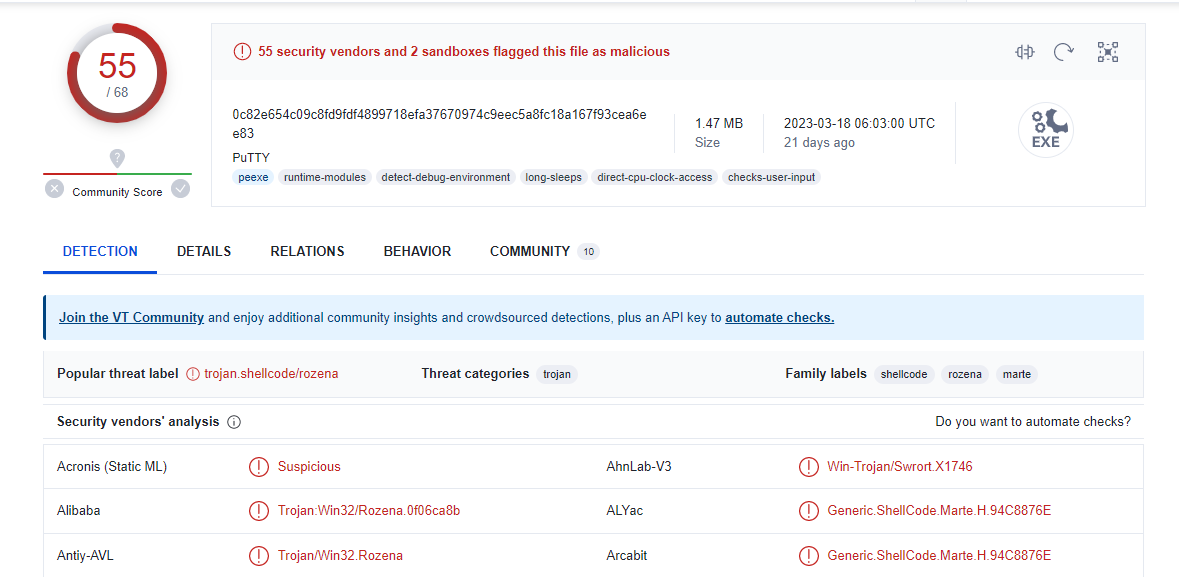 55
/ 68
?
Community Score
55 security vendors and 2 sandboxes flagged this file as malicious
0c82e654c09c8fd9fdf4899718efa37670974c9eec5a8fc18a167f93cea6e
e83
PuTTY
peexe runtime-modules detect-debug-environment long-sleeps direct-cpu-clock-access checks-user-input
1.47 MB
Size
2023-03-18 06:03:00 UTC
21 days ago
EXE
DETECTION DETAILS RELATIONS BEHAVIOR COMMUNITY 10
Join the VT Community and enjoy additional community insights and crowdsourced detections, plus an API key to automate checks.
Popular threat label trojan.shellcode/rozena Threat categories trojan Family labels shellcode rozena marte
Security vendors' analysis Do you want to automate checks?
Acronis (Static ML) Suspicious AhnLab-V3 Win-Trojan/Swrort.X1746
Alibaba Trojan:Win32/Rozena.0f06ca8b ALYac Generic.ShellCode.Marte.H.94C8876E
Antiy-AVL Trojan/Win32.Rozena Arcabit Generic.ShellCode.Marte.H.94C8876E